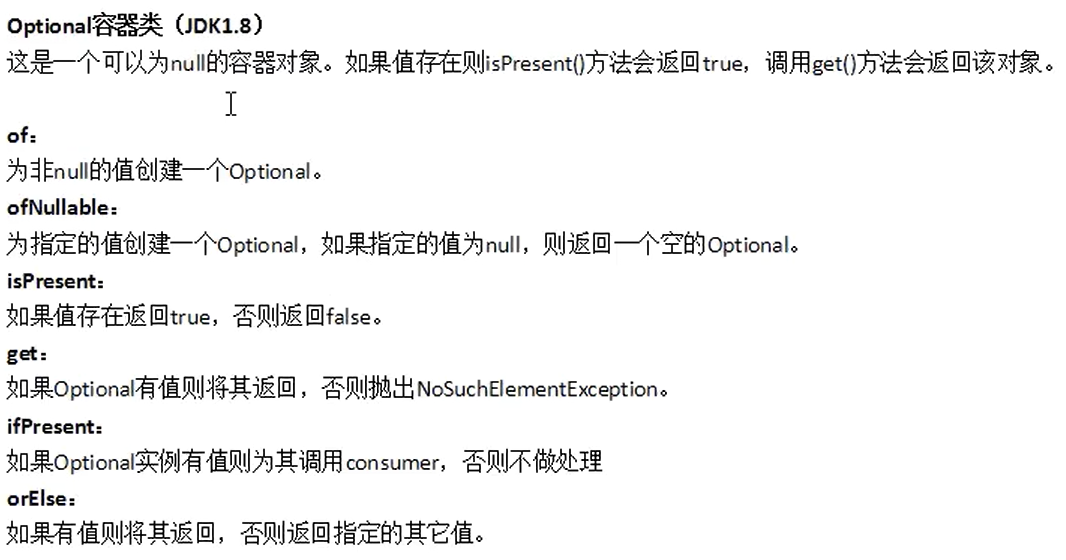 Optional容器类（JDK1.8）
这是一个可以为null的容器对象。如果值存在则isPresent()方法会返回true，调用get()方法会返回该对象。
of：
为非null的值创建一个Optional。
ofNullable：
为指定的值创建一个Optional，如果指定的值为null，则返回一个空的Optional。
isPresent：
如果值存在返回true，否则返回false。
get：
如果Optional有值则将其返回，否则抛出NoSuchElementException。
ifPresent：
如果Optional实例有值则为其调用consumer，否则不做处理
orElse：
如果有值则将其返回，否则返回指定的其它值。